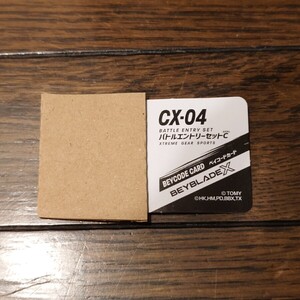 CX-04
BATTLE ENTRY SET
バトルエントリーセットC
XTREME GEAR SPORTS
BEYCODE CARD ベイコードカード
BEYBLADE X
© TOMY
©HK,HM,PD,BBX,TX